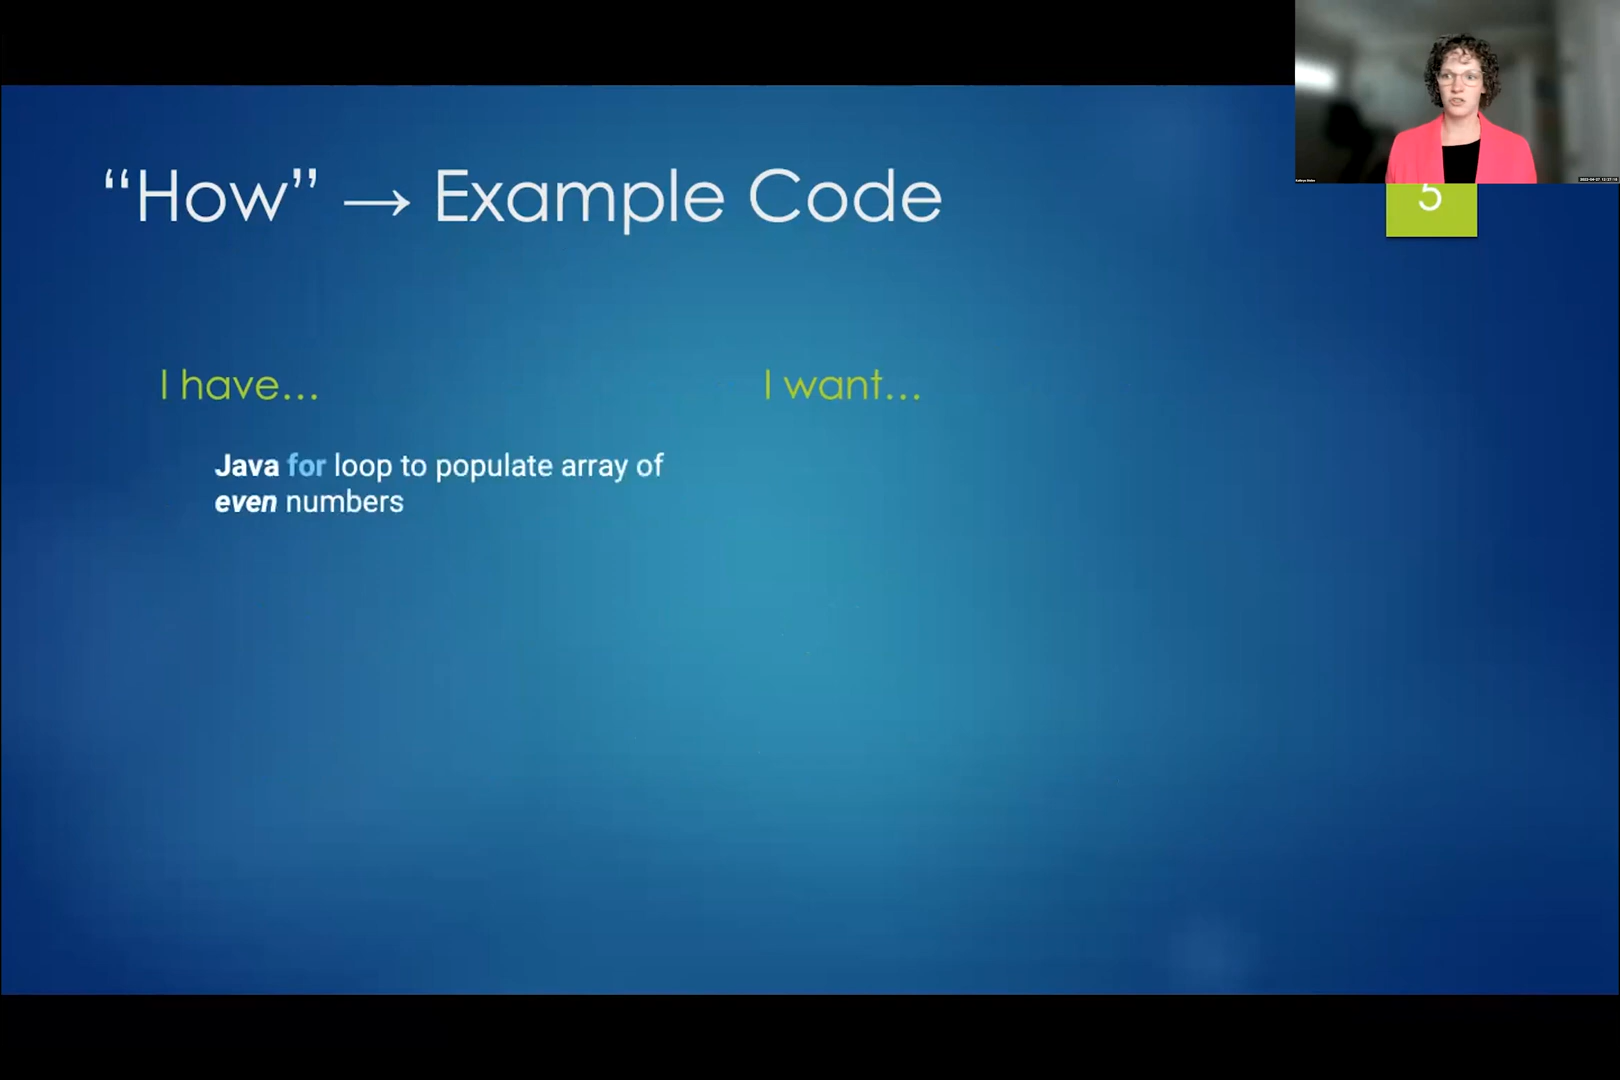 “How” → Example Code
5
I have…
I want…
Java for loop to populate array of
even numbers